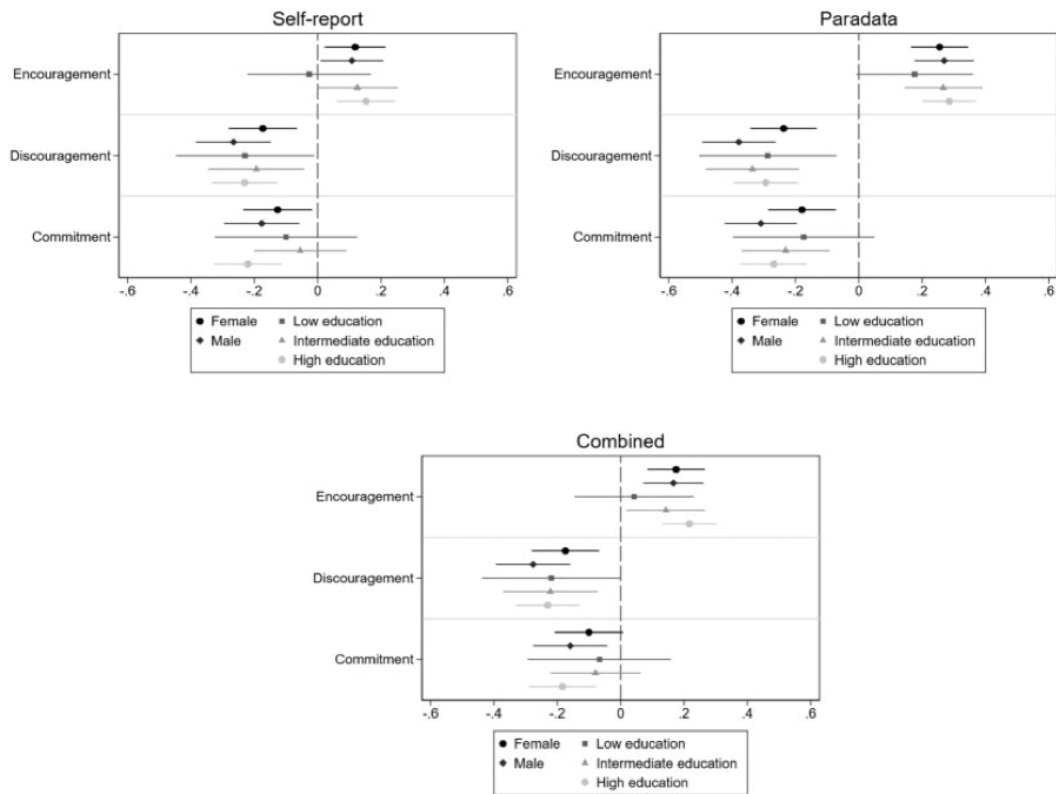 Self-report
Encouragement
Discouragement
Commitment
-.6 -.4 -.2 0 .2 .4 .6
Female Low education
Male Intermediate education
High education
Paradata
Encouragement
Discouragement
Commitment
-.6 -.4 -.2 0 .2 .4 .6
Female Low education
Male Intermediate education
High education
Combined
Encouragement
Discouragement
Commitment
-.6 -.4 -.2 0 .2 .4 .6
Female Low education
Male Intermediate education
High education